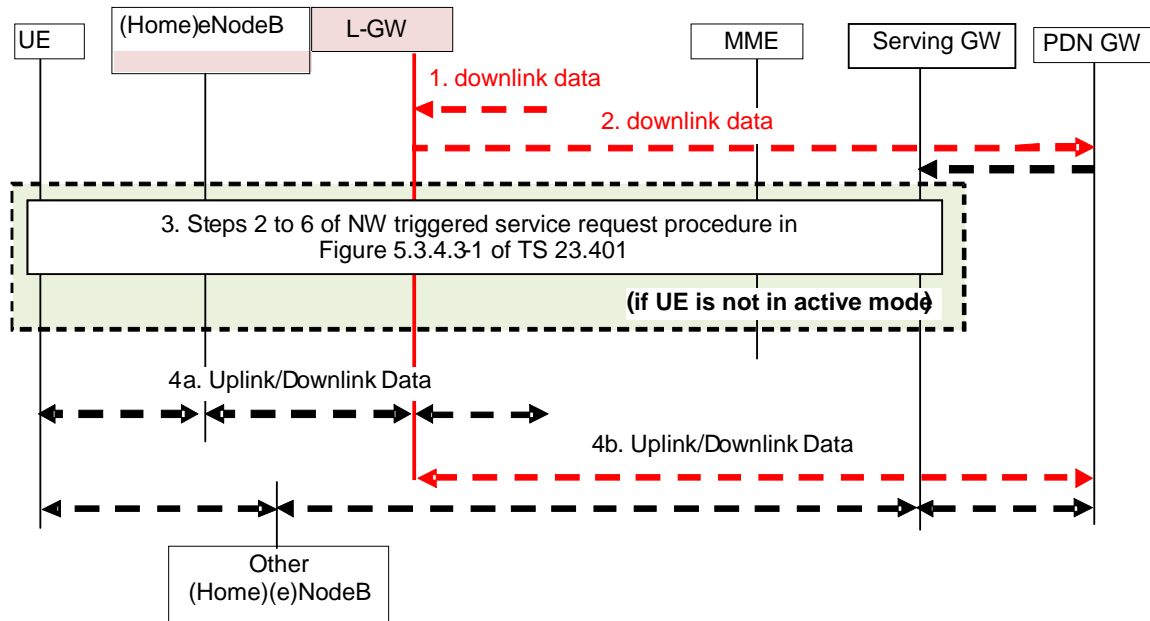 UE
(Home)eNodeB
L-GW
MME
Serving GW
PDN GW
1. downlink data
2. downlink data
3. Steps 2 to 6 of NW triggered service request procedure in
Figure 5.3.4.3-1 of TS 23.401
(if UE is not in active mode)
4a. Uplink/Downlink Data
4b. Uplink/Downlink Data
Other
(Home)(e)NodeB